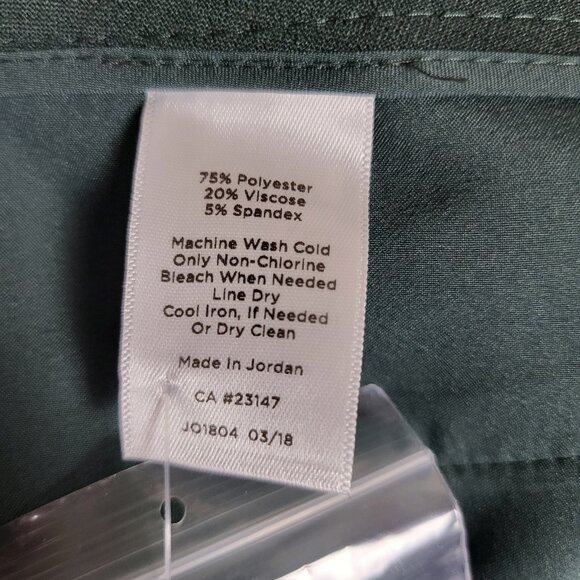 75% Polyester
20% Viscose
5% Spandex
Machine Wash Cold
Only Non-Chlorine
Bleach When Needed
Line Dry
Cool Iron, If Needed
Or Dry Clean
Made In Jordan
CA #23147
JO1804 03/18